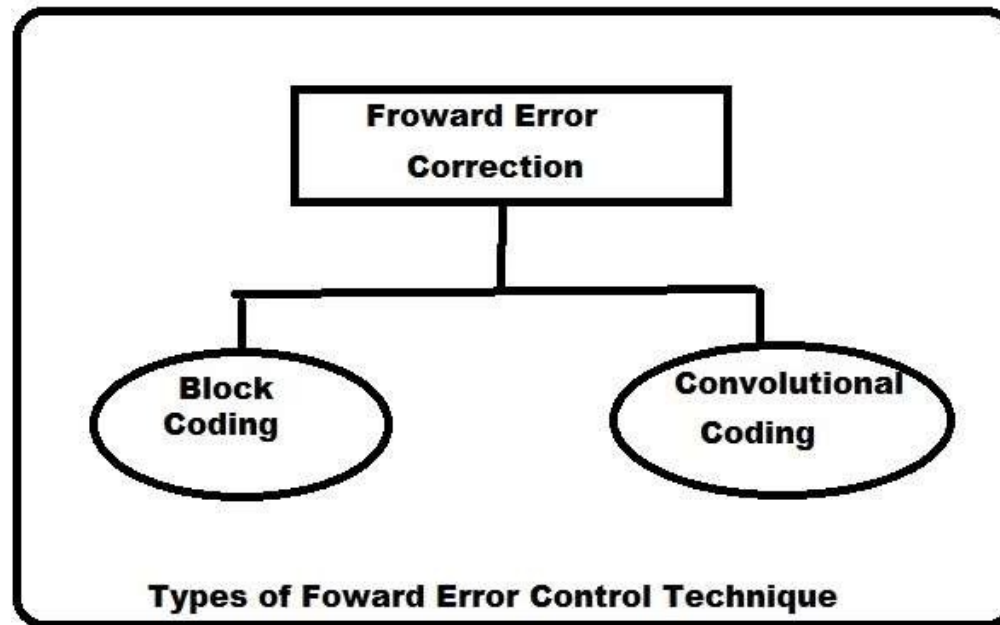 Froward Error
Correction
Block
Coding
Convolutional
Coding
Types of Foward Error Control Technique